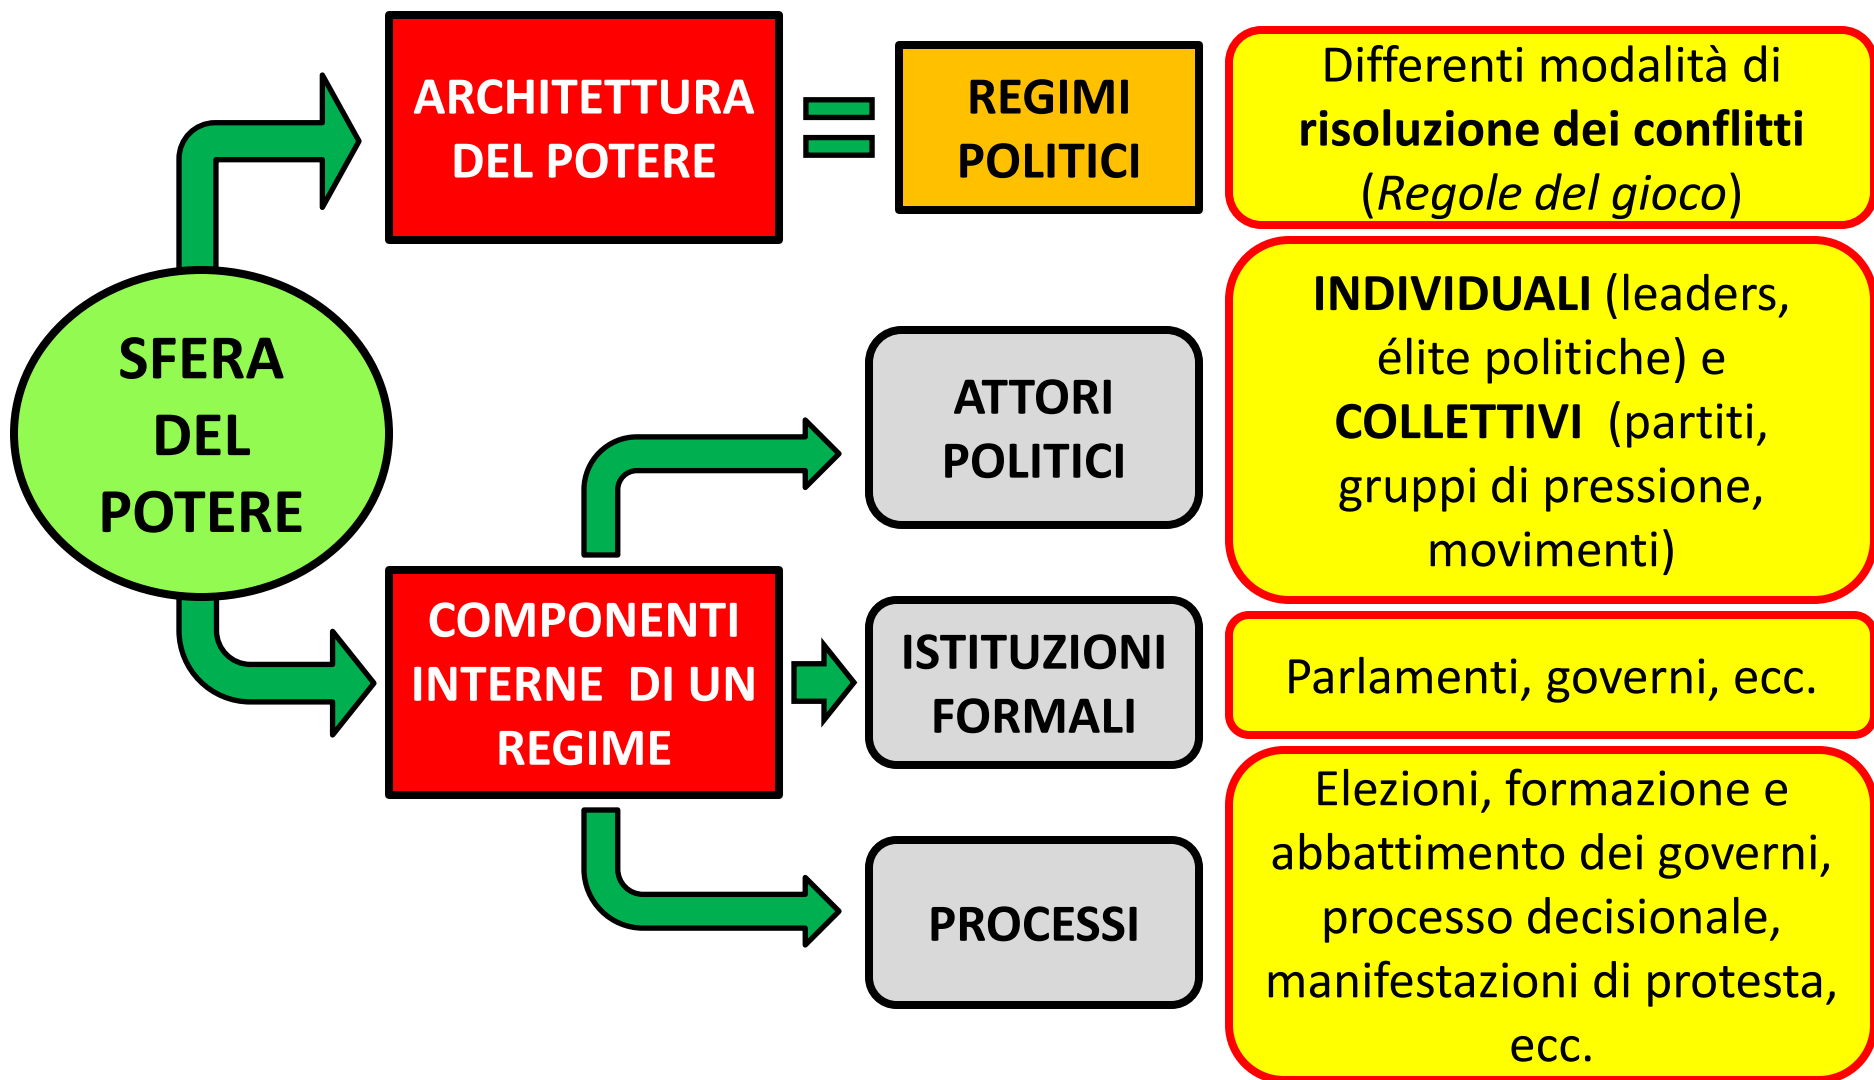 SFERA
DEL
POTERE
ARCHITETTURA
DEL POTERE
REGIMI
POLITICI
Differenti modalità di
risoluzione dei conflitti
(Regole del gioco)
COMPONENTI
INTERNE DI UN
REGIME
ATTORI
POLITICI
INDIVIDUALI (leaders,
élite politiche) e
COLLETTIVI (partiti,
gruppi di pressione,
movimenti)
ISTITUZIONI
FORMALI
Parlamenti, governi, ecc.
PROCESSI
Elezioni, formazione e
abbattimento dei governi,
processo decisionale,
manifestazioni di protesta,
ecc.